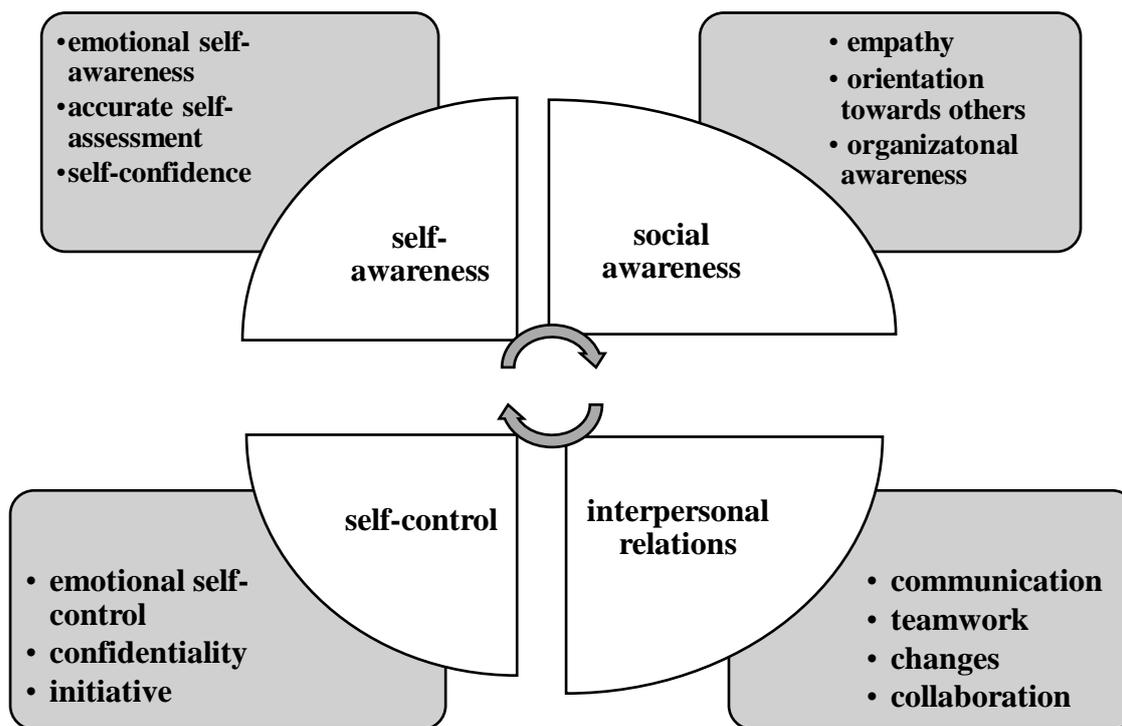 •emotional self-
awareness
•accurate self-
assessment
•self-confidence
• empathy
• orientation
towards others
• organizatonal
awareness
self-
awareness
social
awareness
self-control
interpersonal
relations
• emotional self-
control
• confidentiality
• initiative
• communication
• teamwork
• changes
• collaboration